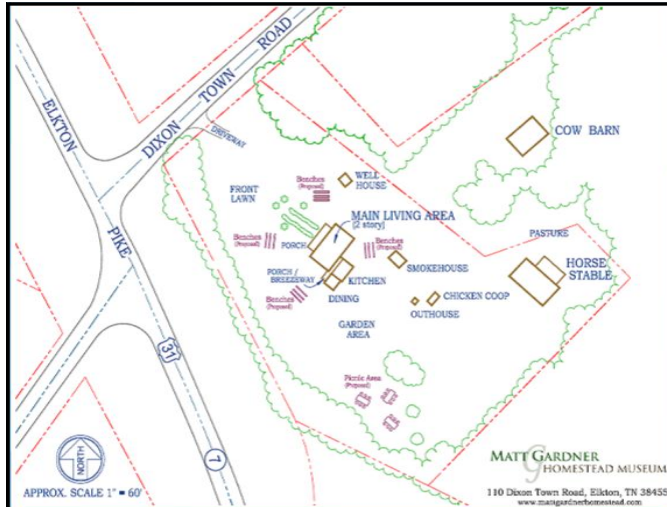 ELKTON
PIKE
DIXON TOWN ROAD
DRIVEWAY
COW BARN
WELL
HOUSE
Benches
(Proposed)
FRONT
LAWN
MAIN LIVING AREA
(2 story)
Benches
(Proposed)
PORCH
Benches
(Proposed)
PASTURE
HORSE
STABLE
SMOKEHOUSE
PORCH /
BREEZEWAY
KITCHEN
DINING
Benches
(Proposed)
CHICKEN COOP
OUTHOUSE
GARDEN
AREA
31
Picnic Area
(Proposed)
7
NORTH
APPROX. SCALE 1" = 60'
MATT GARDNER
HOMESTEAD MUSEUM
110 Dixon Town Road, Elkton, TN 38455
www.mattgardnerhomestead.com